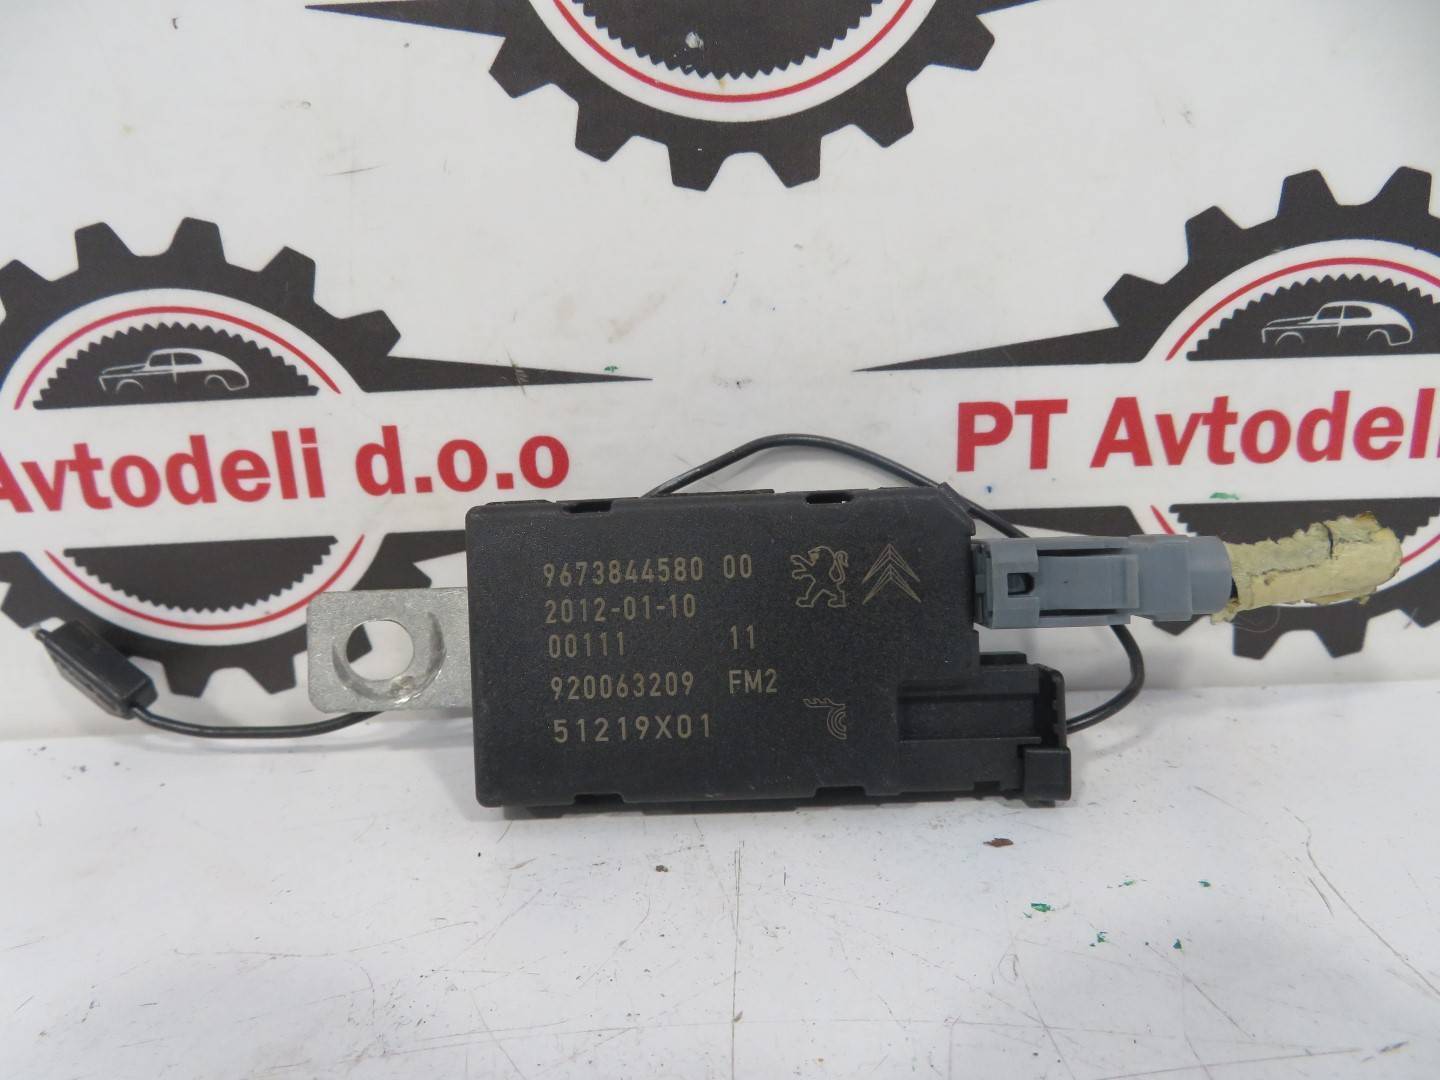 Avtodeli d.o.o
PT Avtodeli
9673844580 00
2012-01-10
00111 11
920063209 FM2
51219X01